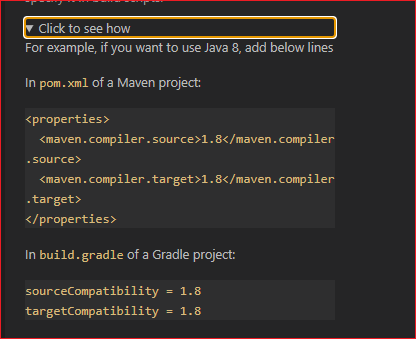 ▼ Click to see how
For example, if you want to use Java 8, add below lines
In pom.xml of a Maven project:
<properties>
  <maven.compiler.source>1.8</maven.compiler
.source>
  <maven.compiler.target>1.8</maven.compiler
.target>
</properties>
In build.gradle of a Gradle project:
sourceCompatibility = 1.8
targetCompatibility = 1.8